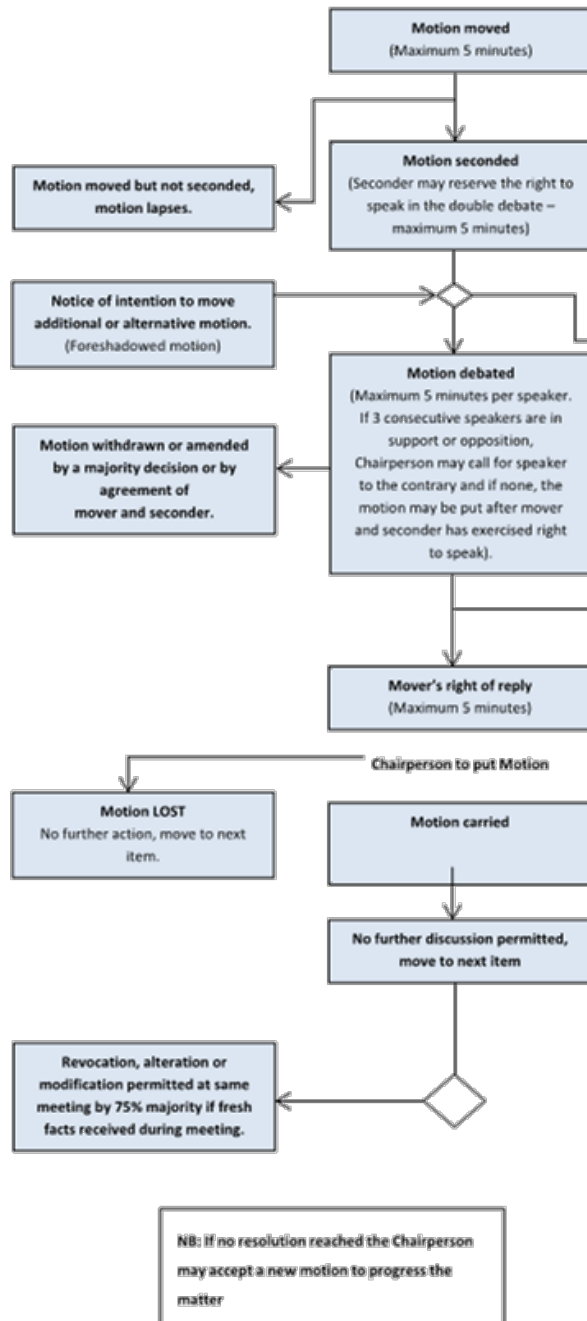 Motion moved
(Maximum 5 minutes)
Motion seconded
(Seconder may reserve the right to
speak in the double debate –
maximum 5 minutes)
Motion moved but not seconded,
motion lapses.
Notice of intention to move
additional or alternative motion.
(Foreshadowed motion)
Motion debated
(Maximum 5 minutes per speaker.
If 3 consecutive speakers are in
support or opposition,
Chairperson may call for speaker
to the contrary and if none, the
motion may be put after mover
and seconder has exercised right
to speak).
Motion withdrawn or amended
by a majority decision or by
agreement of
mover and seconder.
Mover's right of reply
(Maximum 5 minutes)
Chairperson to put Motion
Motion LOST
No further action, move to next
item.
Motion carried
No further discussion permitted,
move to next item
Revocation, alteration or
modification permitted at same
meeting by 75% majority if fresh
facts received during meeting.
NB: If no resolution reached the Chairperson
may accept a new motion to progress the
matter